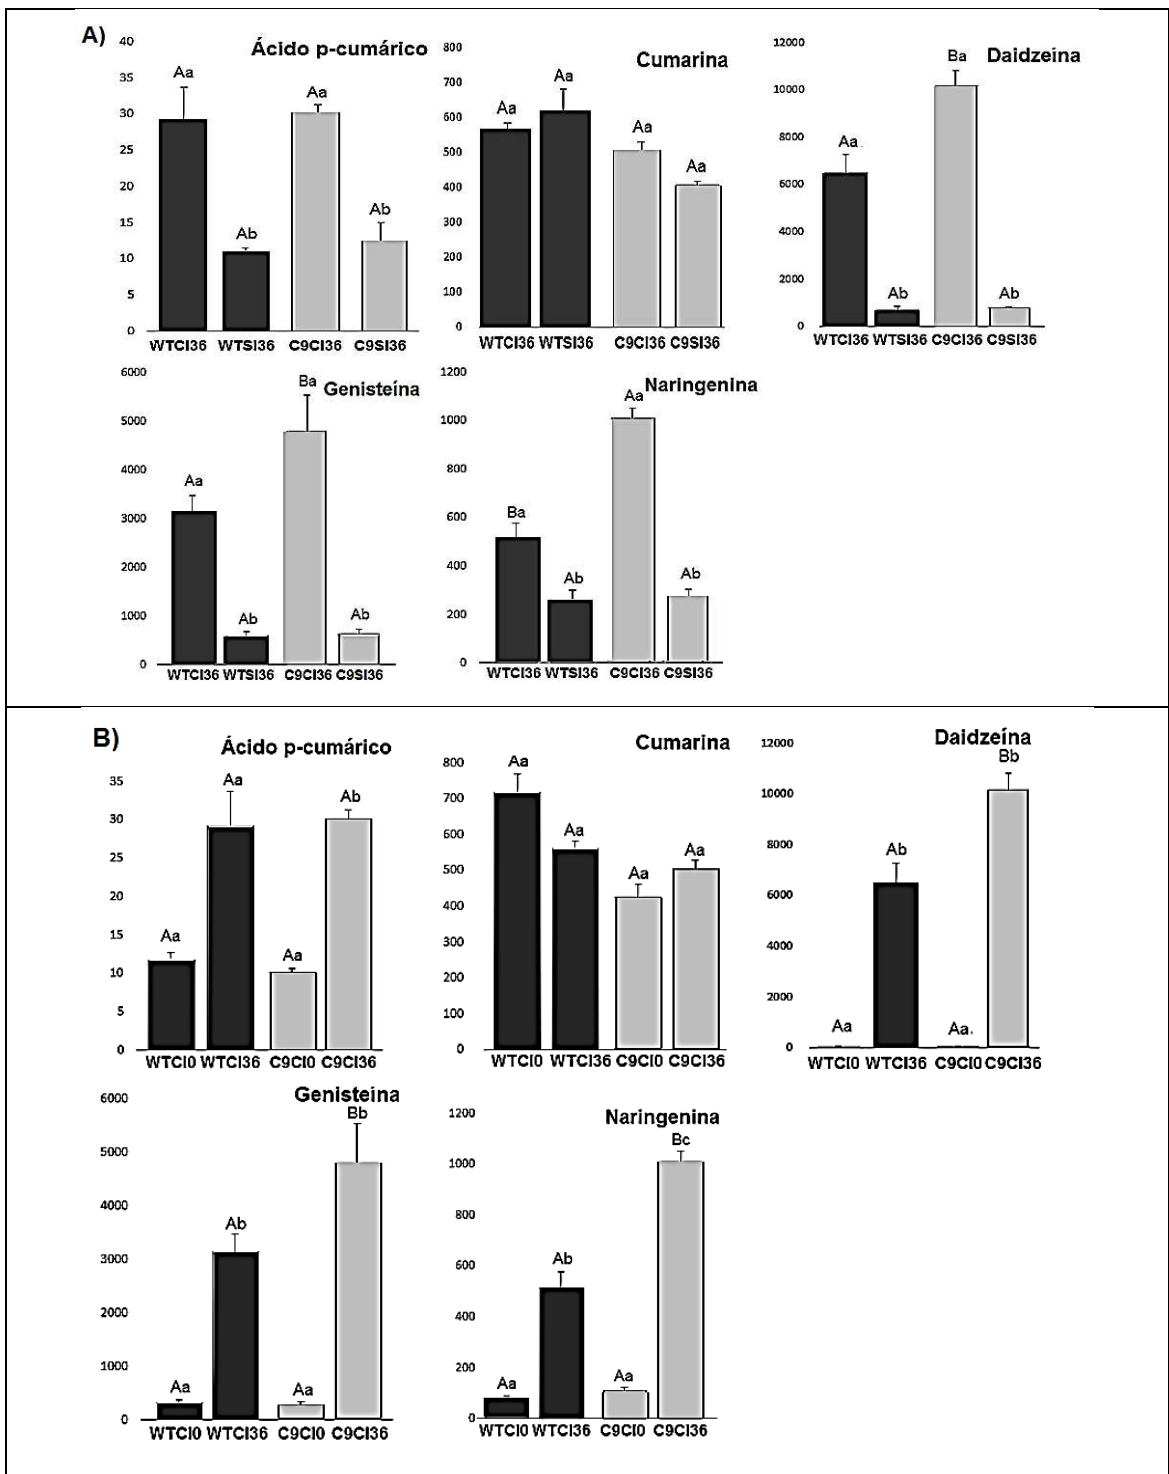 A)
Ácido p-cumárico
40
35
30
25
20
15
10
5
0
Aa
Ab
Aa
Ab
WTCI36 WTSI36 C9CI36 C9SI36
Cumarina
800
700
600
500
400
300
200
100
0
Aa
Aa
Aa
Aa
WTCI36 WTSI36 C9CI36 C9SI36
Daidzeína
12000
10000
8000
6000
4000
2000
0
Aa
Ab
Ba
Ab
WTCI36 WTSI36 C9CI36 C9SI36
Genisteína
6000
5000
4000
3000
2000
1000
0
Aa
Ab
Ba
Ab
WTCI36 WTSI36 C9CI36 C9SI36
Naringenina
1200
1000
800
600
400
200
0
Ba
Ab
Aa
Ab
WTCI36 WTSI36 C9CI36 C9SI36
B)
Ácido p-cumárico
35
30
25
20
15
10
5
0
Aa
Aa
Aa
Ab
WTCI0 WTCI36 C9CI0 C9CI36
Cumarina
800
700
600
500
400
300
200
100
0
Aa
Aa
Aa
Aa
WTCI0 WTCI36 C9CI0 C9CI36
Daidzeína
12000
10000
8000
6000
4000
2000
0
Aa
Ab
Aa
Bb
WTCI0 WTCI36 C9CI0 C9CI36
Genisteína
6000
5000
4000
3000
2000
1000
0
Aa
Ab
Aa
Bb
WTCI0 WTCI36 C9CI0 C9CI36
Naringenina
1200
1000
800
600
400
200
0
Aa
Ab
Aa
Bc
WTCI0 WTCI36 C9CI0 C9CI36